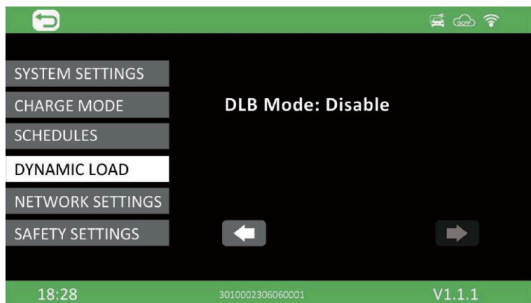 OCPP
SYSTEM SETTINGS
CHARGE MODE
SCHEDULES
DYNAMIC LOAD
NETWORK SETTINGS
SAFETY SETTINGS
DLB Mode: Disable
18:28
3010002306060001
V1.1.1